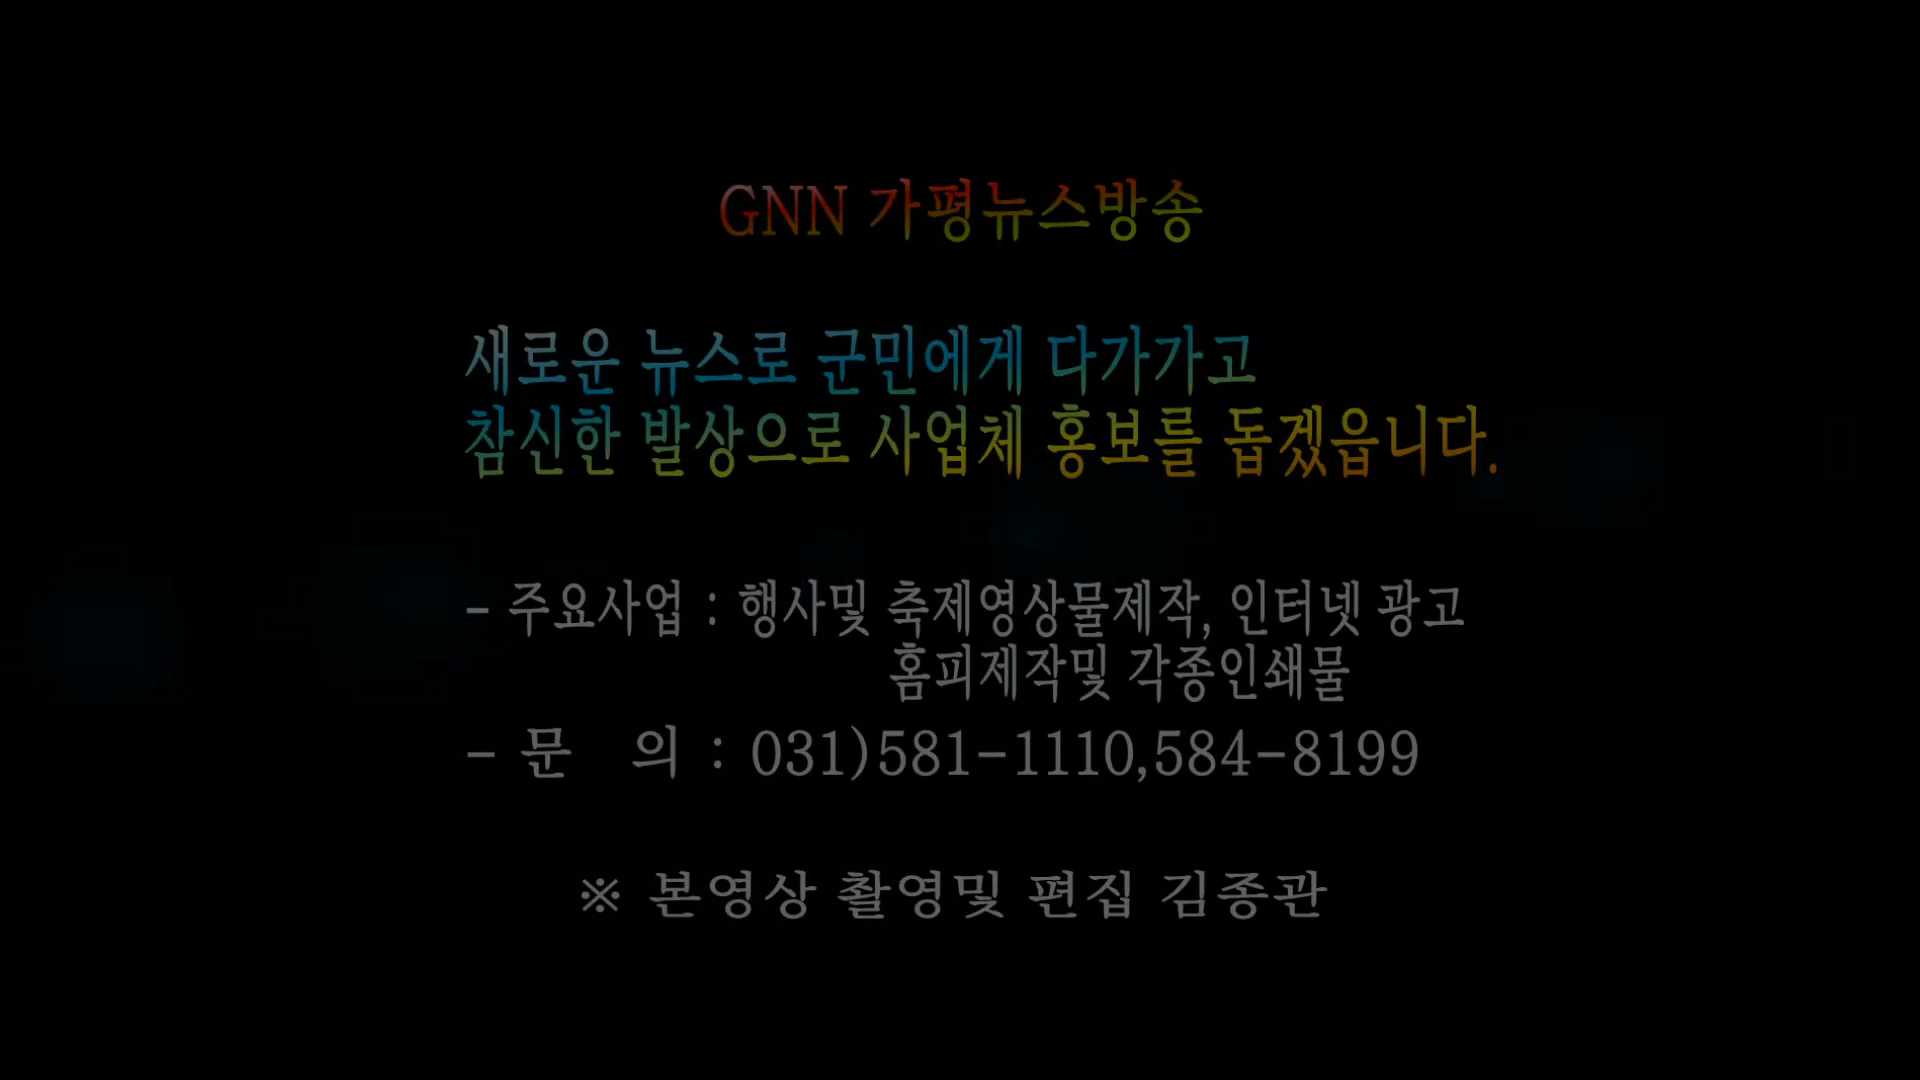 GNN 가평뉴스방송
새로운 뉴스로 군민에게 다가가고
참신한 발상으로 사업체 홍보를 돕겠읍니다.
- 주요사업 : 행사및 축제영상물제작, 인터넷 광고
홈피제작및 각종인쇄물
- 문 의 : 031)581-1110,584-8199
※ 본영상 촬영및 편집 김종관